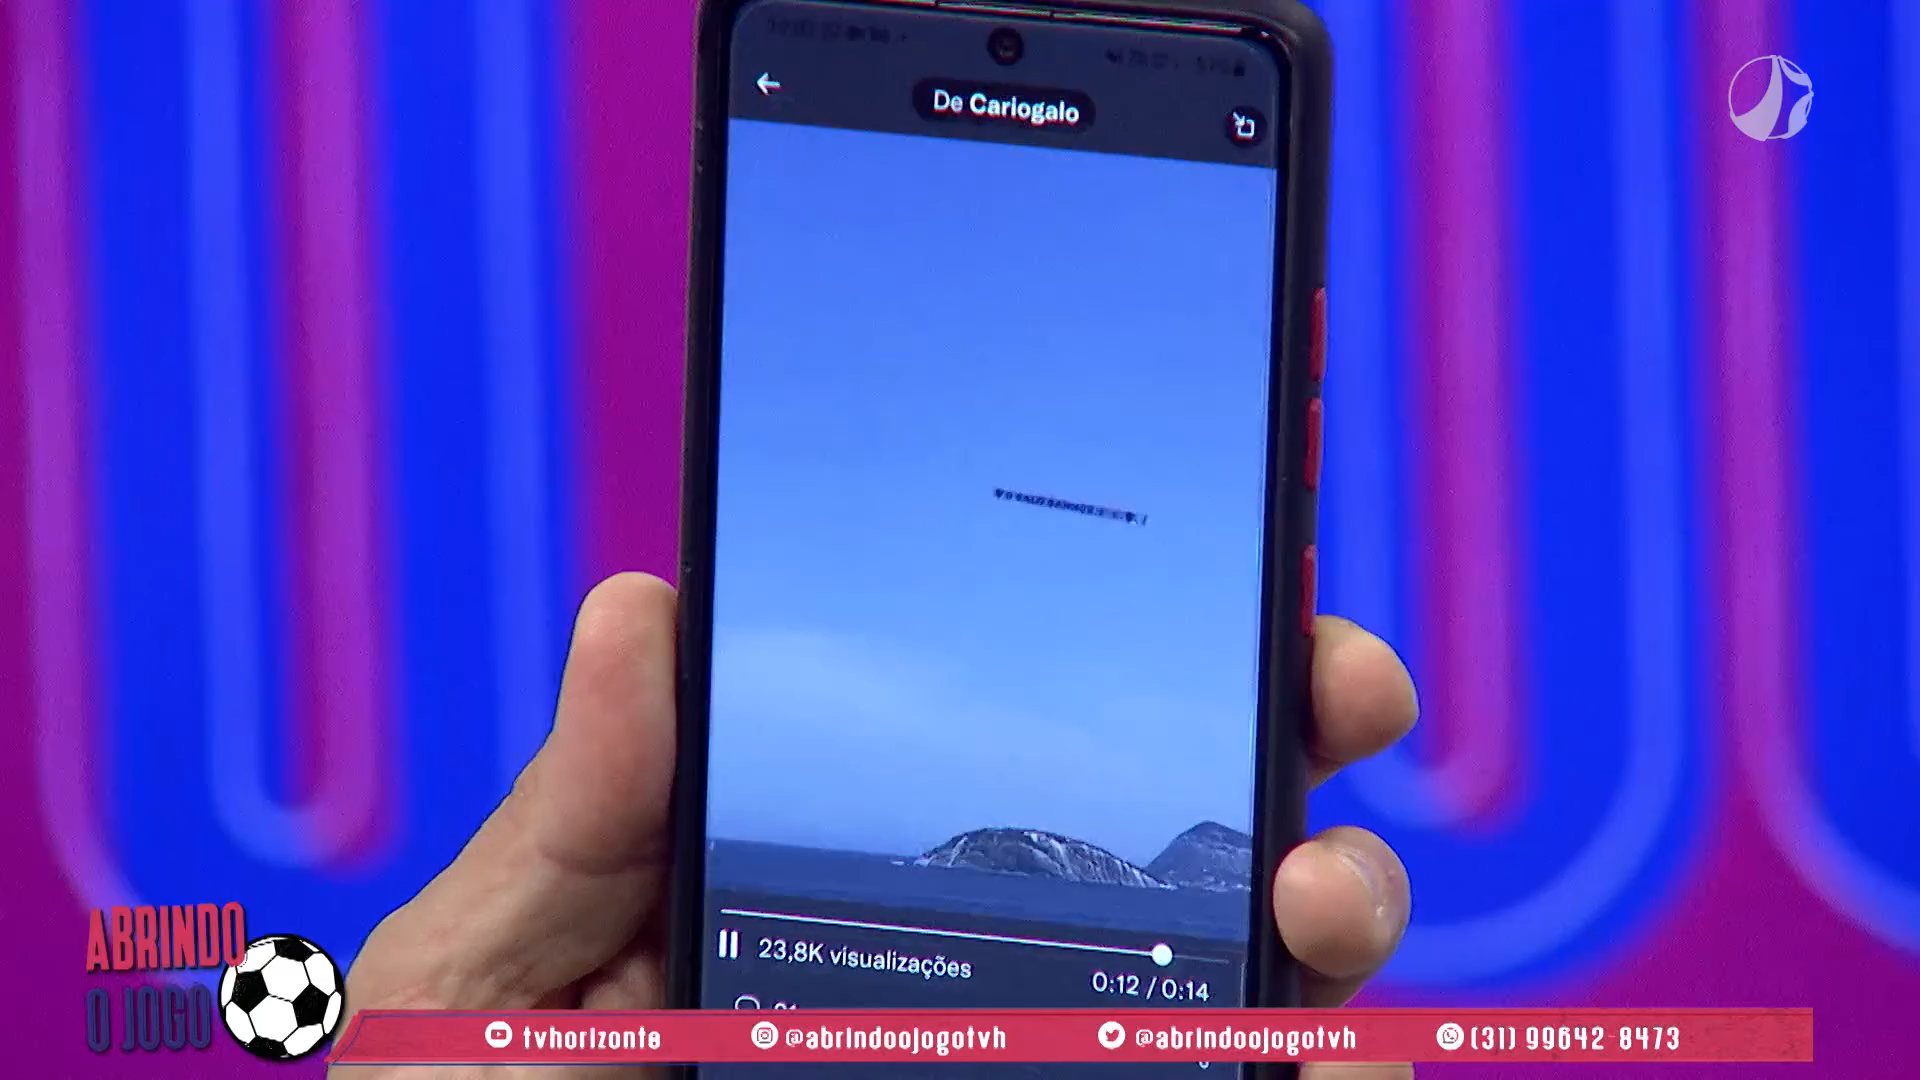 De Cariogalo
23,8K visualizações
0:12 / 0:14
ABRINDO
O JOGO
tvhorizonte
@abrindoojogotvh
@abrindoojogotvh
(31) 99642-8473